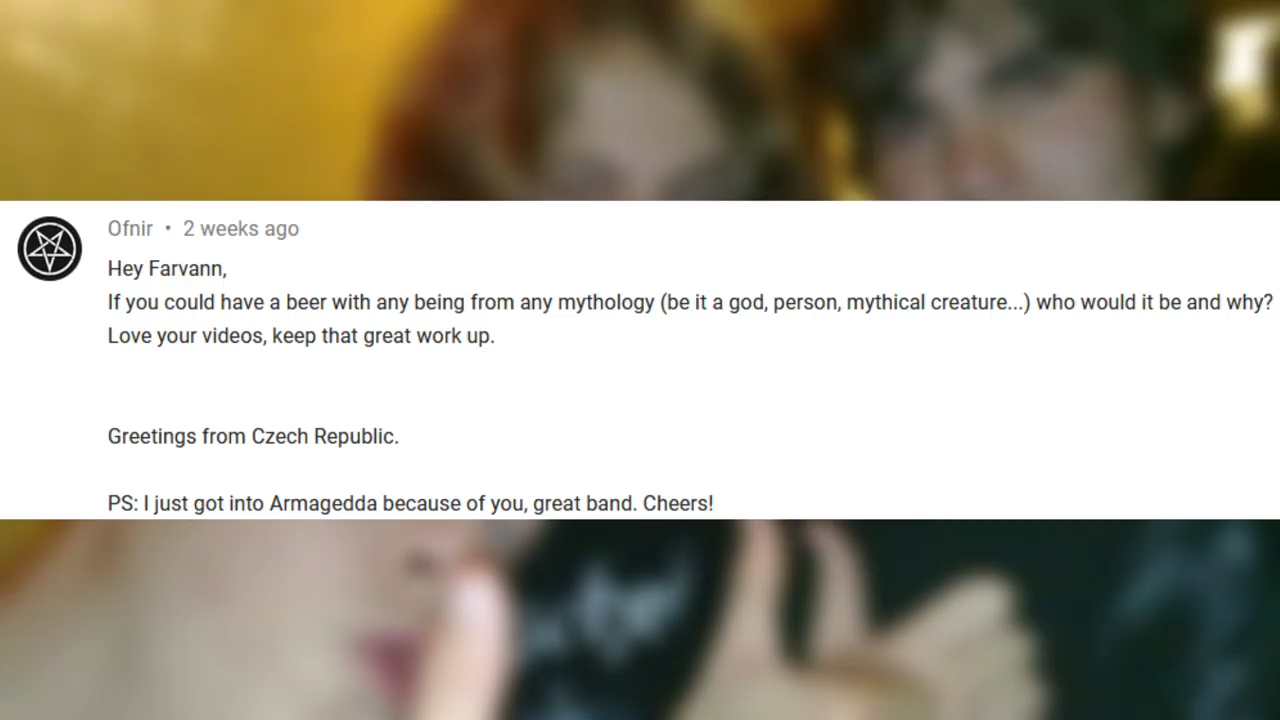 Ofnir • 2 weeks ago
Hey Farvann,
If you could have a beer with any being from any mythology (be it a god, person, mythical creature...) who would it be and why?
Love your videos, keep that great work up.
Greetings from Czech Republic.
PS: I just got into Armagedda because of you, great band. Cheers!